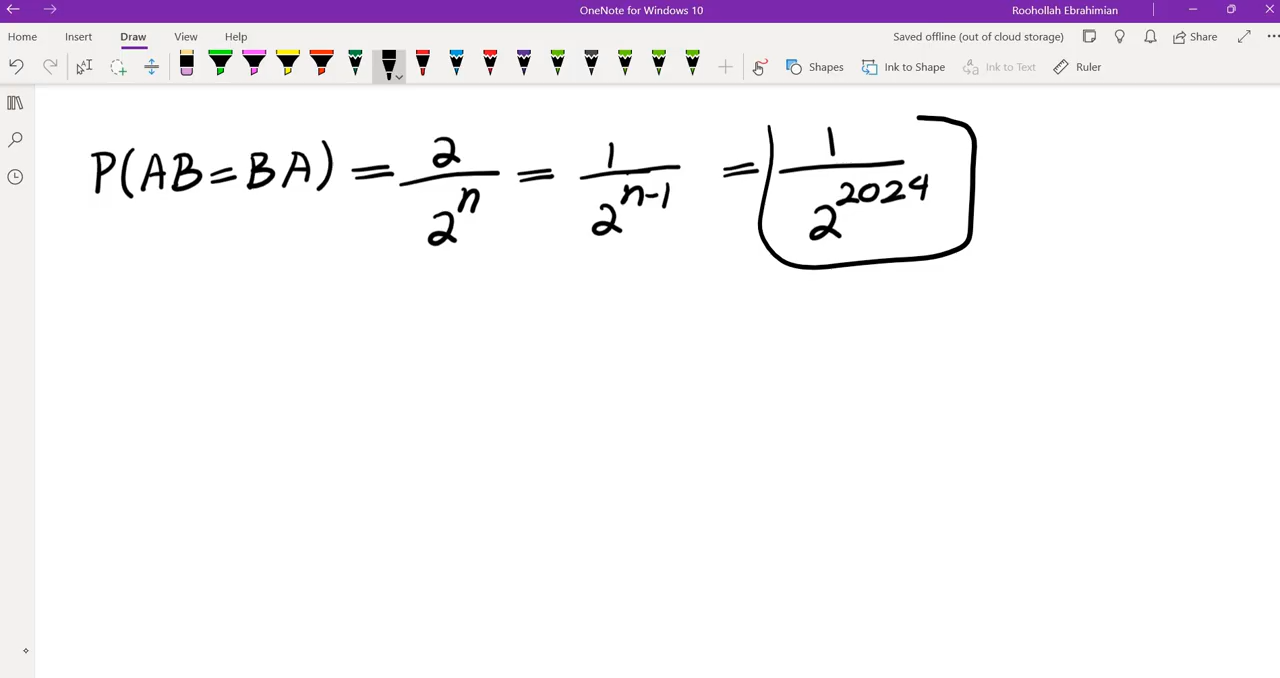 OneNote for Windows 10
Roohollah Ebrahimian
Home Insert Draw View Help
Saved offline (out of cloud storage)
Share
Shapes
Ink to Shape
Ink to Text
Ruler
P(AB=BA) = 2/2^n = 1/2^(n-1) = 1/2^2024